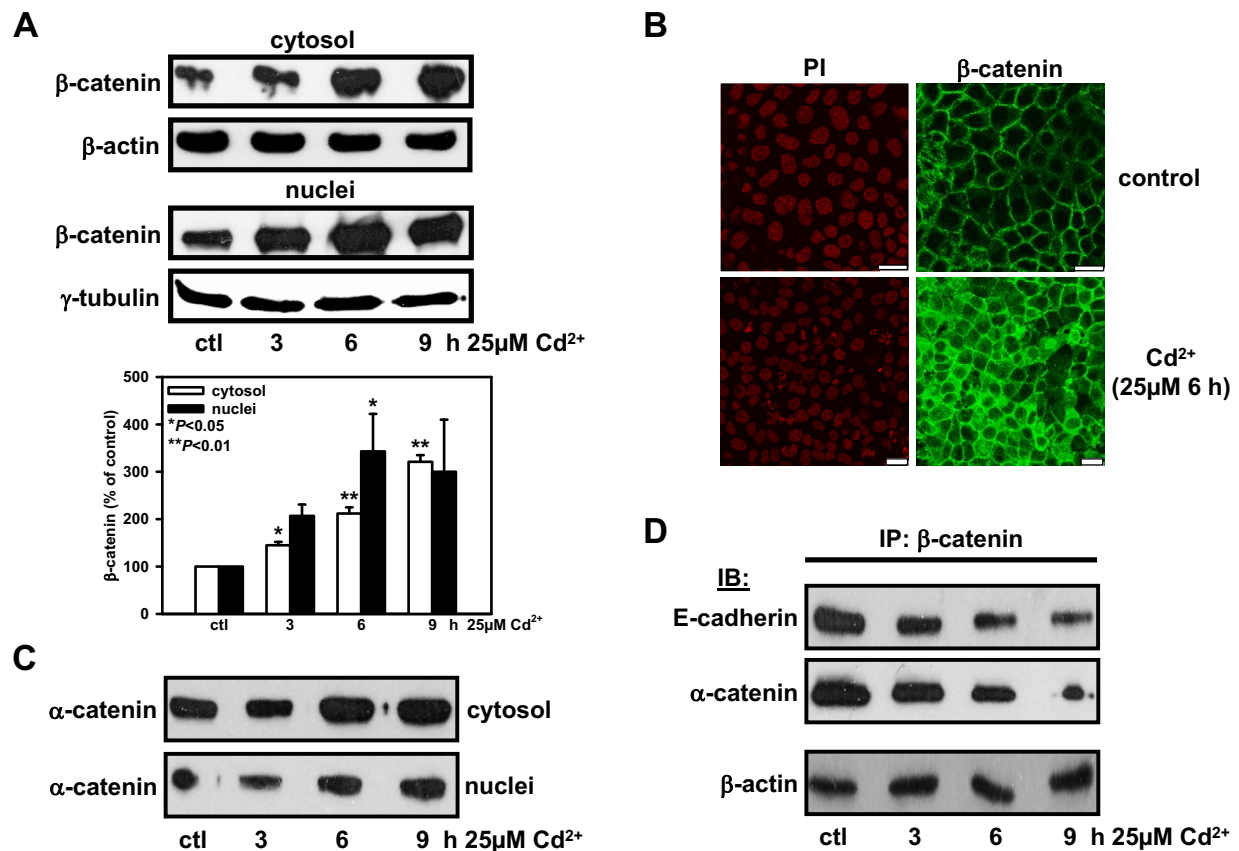 A
cytosol
β-catenin
β-actin
nuclei
β-catenin
γ-tubulin
ctl 3 6 9 h 25µM Cd²⁺
500
400
300
200
100
0
β-catenin (% of control)
cytosol
nuclei
*P<0.05
**P<0.01
*
**
*
**
ctl 3 6 9 h 25µM Cd²⁺
B
PI β-catenin
control
Cd²⁺
(25µM 6 h)
C
α-catenin cytosol
α-catenin nuclei
ctl 3 6 9 h 25µM Cd²⁺
D
IP: β-catenin
IB:
E-cadherin
α-catenin
β-actin
ctl 3 6 9 h 25µM Cd²⁺